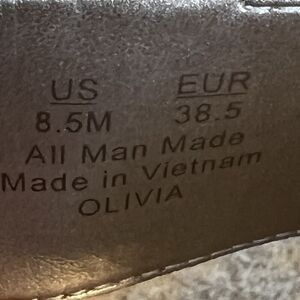 US EUR
8.5M 38.5
All Man Made
Made in Vietnam
OLIVIA